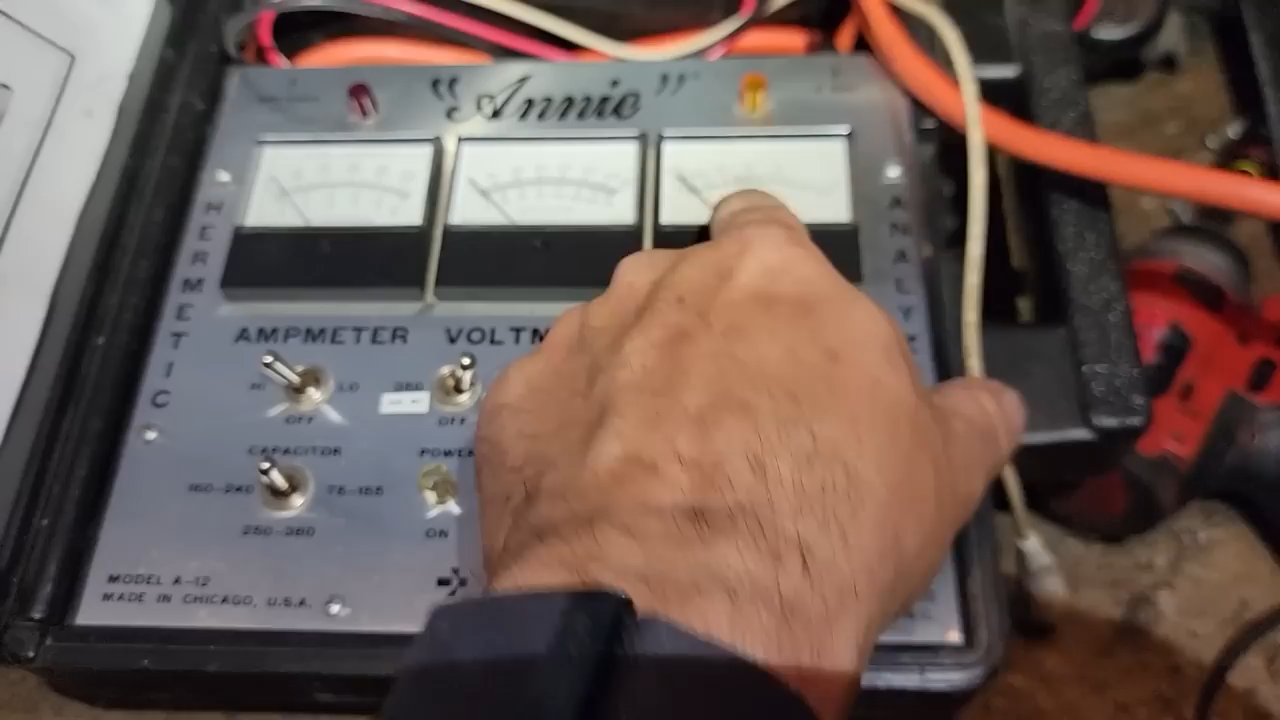 "Annie"
HERMETIC
ANALY
AMPMETER VOLTM
HI LO
OFF
OFF
CAPACITOR
POWER
160-240 75-155
250-380
ON
MODEL A-12
MADE IN CHICAGO, U.S.A.